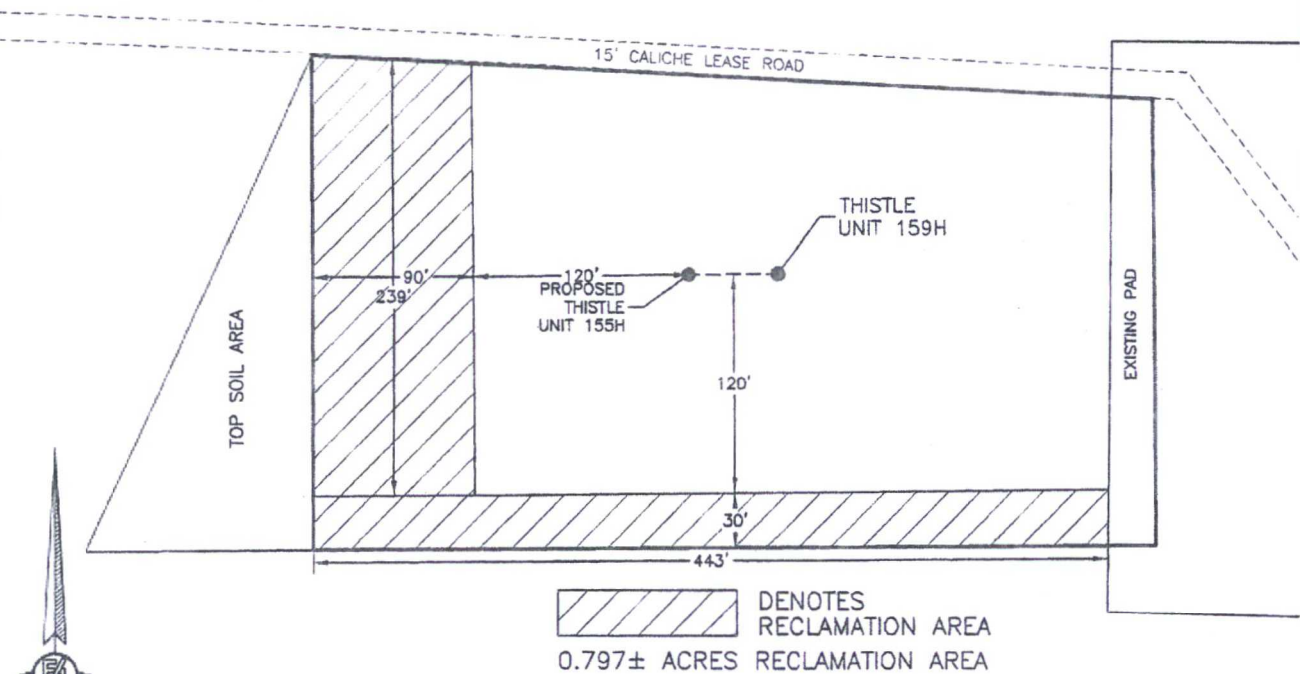 15' CALICHE LEASE ROAD
THISTLE
UNIT 159H
90'
120'
239'
PROPOSED
THISTLE
UNIT 155H
TOP SOIL AREA
120'
EXISTING PAD
30'
443'
DENOTES
RECLAMATION AREA
0.797± ACRES RECLAMATION AREA